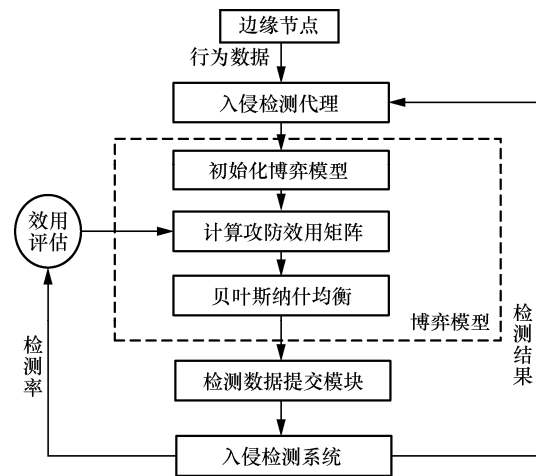 边缘节点
行为数据
入侵检测代理
初始化博弈模型
效用
评估
计算攻防效用矩阵
贝叶斯纳什均衡
博弈模型
检测率
检测结果
检测数据提交模块
入侵检测系统